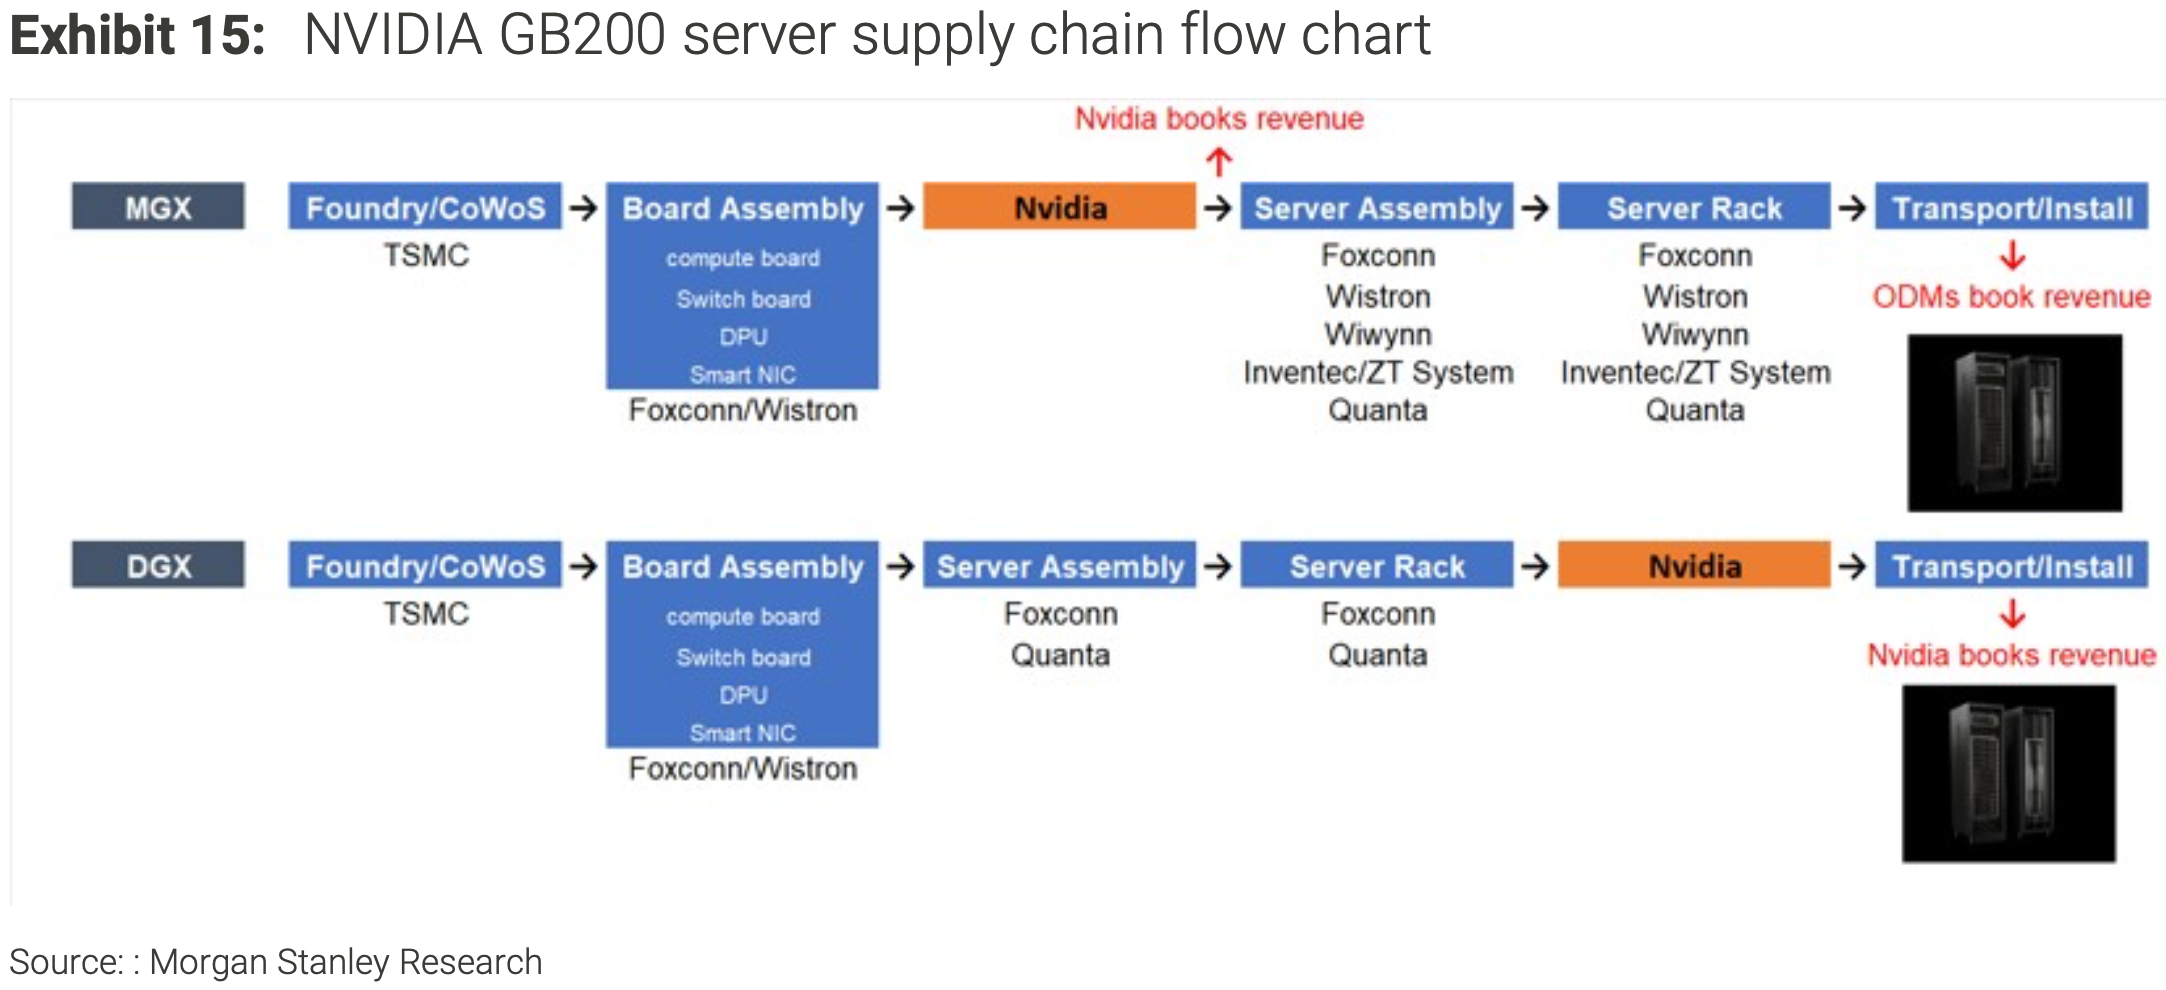 Exhibit 15: NVIDIA GB200 server supply chain flow chart
Nvidia books revenue
MGX
Foundry/CoWoS
TSMC
Board Assembly
compute board
Switch board
DPU
Smart NIC
Foxconn/Wistron
Nvidia
Server Assembly
Foxconn
Wistron
Wiwynn
Inventec/ZT System
Quanta
Server Rack
Foxconn
Wistron
Wiwynn
Inventec/ZT System
Quanta
Transport/Install
ODMs book revenue
DGX
Foundry/CoWoS
TSMC
Board Assembly
compute board
Switch board
DPU
Smart NIC
Foxconn/Wistron
Server Assembly
Foxconn
Quanta
Server Rack
Foxconn
Quanta
Nvidia
Transport/Install
Nvidia books revenue
Source: : Morgan Stanley Research